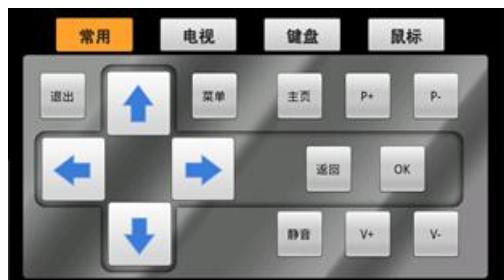 常用 电视 键盘 鼠标
退出 菜单 主页 P+ P-
返回 OK
静音 V+ V-